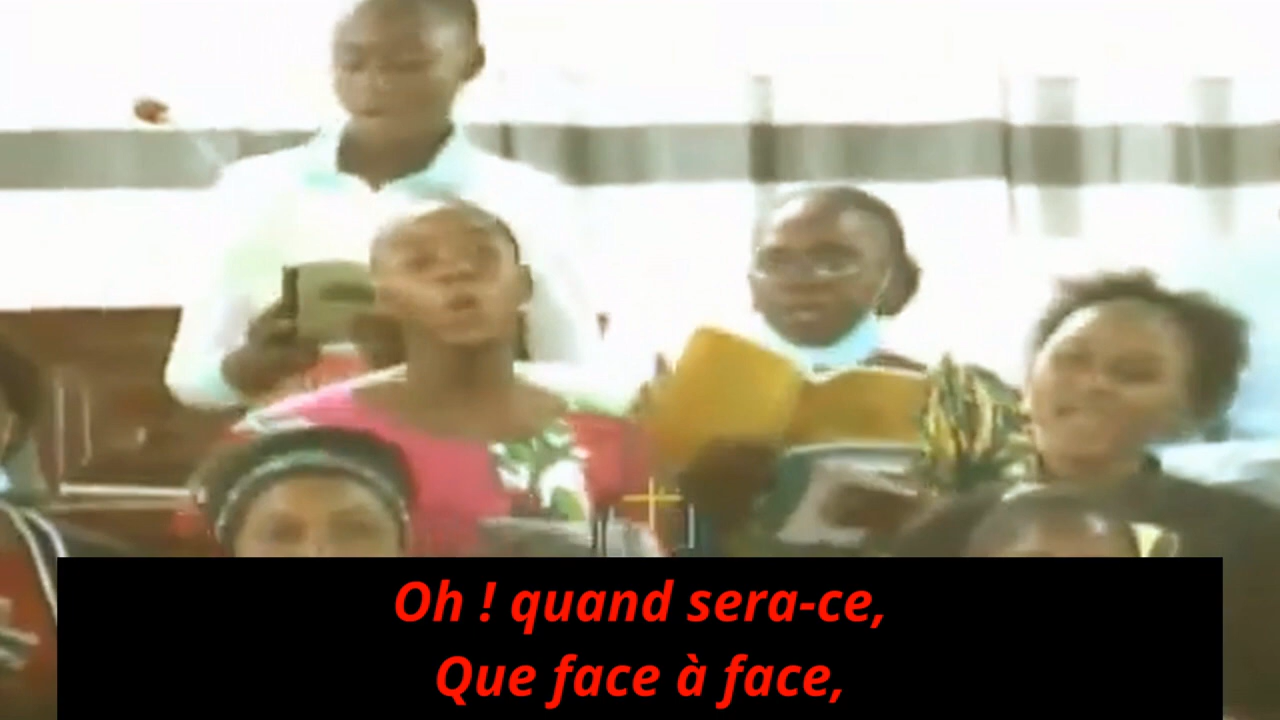 Oh ! quand sera-ce,
Que face à face,